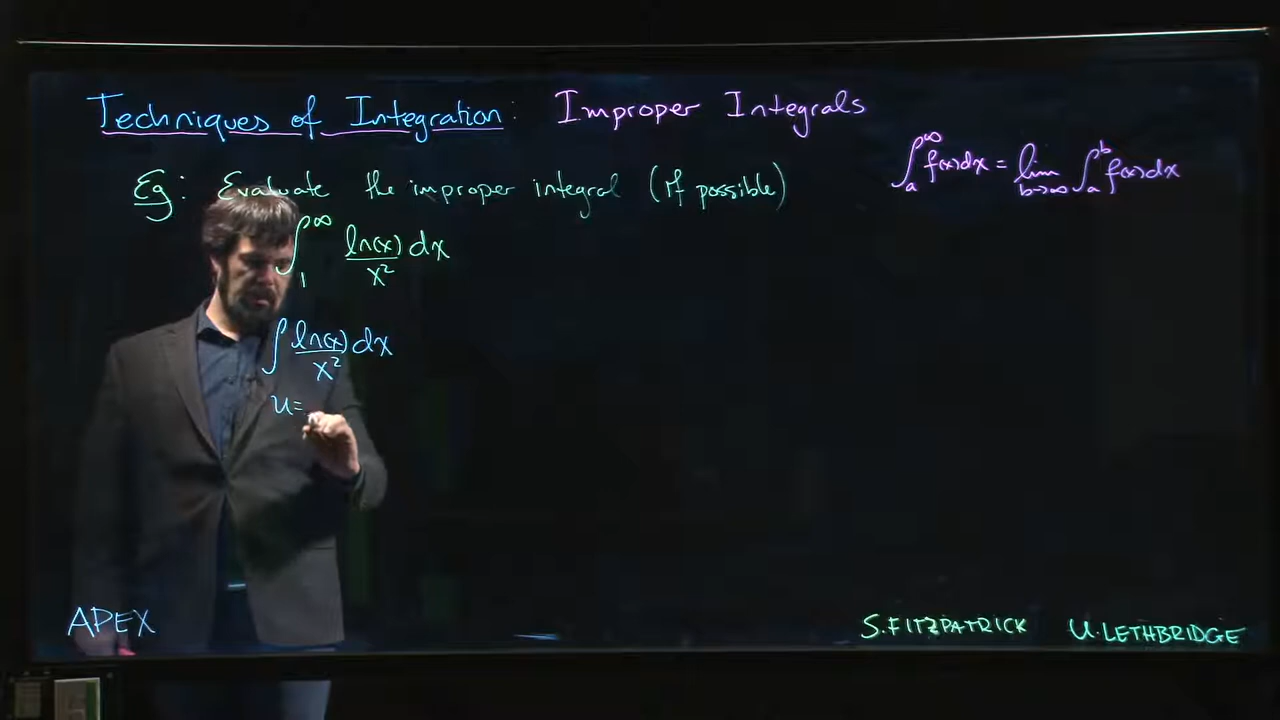 Techniques of Integration: Improper Integrals
∫_a^∞ f(x)dx = lim_{b→∞} ∫_a^b f(x)dx
Eg: Evaluate the improper integral (if possible)
∫_1^∞ ln(x)/x² dx
∫ ln(x)/x² dx
u=
APEX
S. FITZPATRICK U. LETHBRIDGE